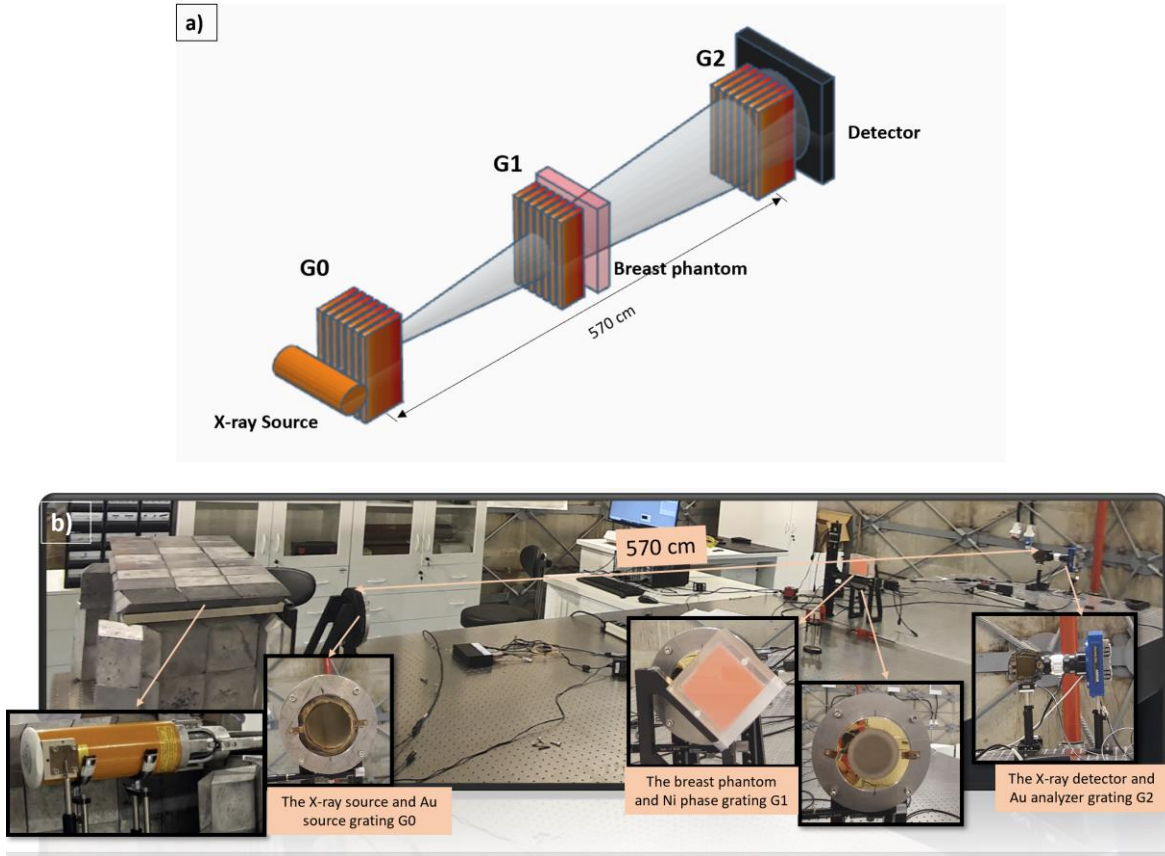 a)
G2
Detector
G1
Breast phantom
G0
570 cm
X-ray Source
b)
570 cm
The X-ray source and Au
source grating G0
The breast phantom
and Ni phase grating G1
The X-ray detector and
Au analyzer grating G2